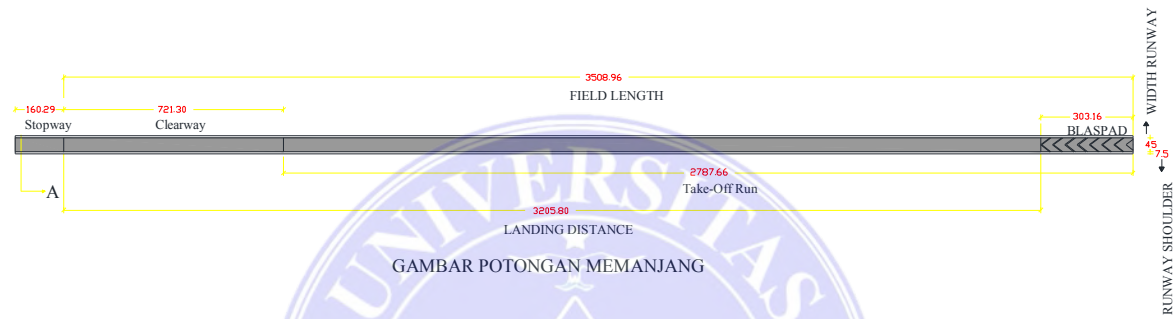 3508.96
FIELD LENGTH
160.29
Stopway
721.30
Clearway
303.16
BLASPAD
WIDTH RUNWAY
45
7.5
RUNWAY SHOULDER
2787.66
Take-Off Run
A
3205.80
LANDING DISTANCE
GAMBAR POTONGAN MEMANJANG
UNIVERSITAS